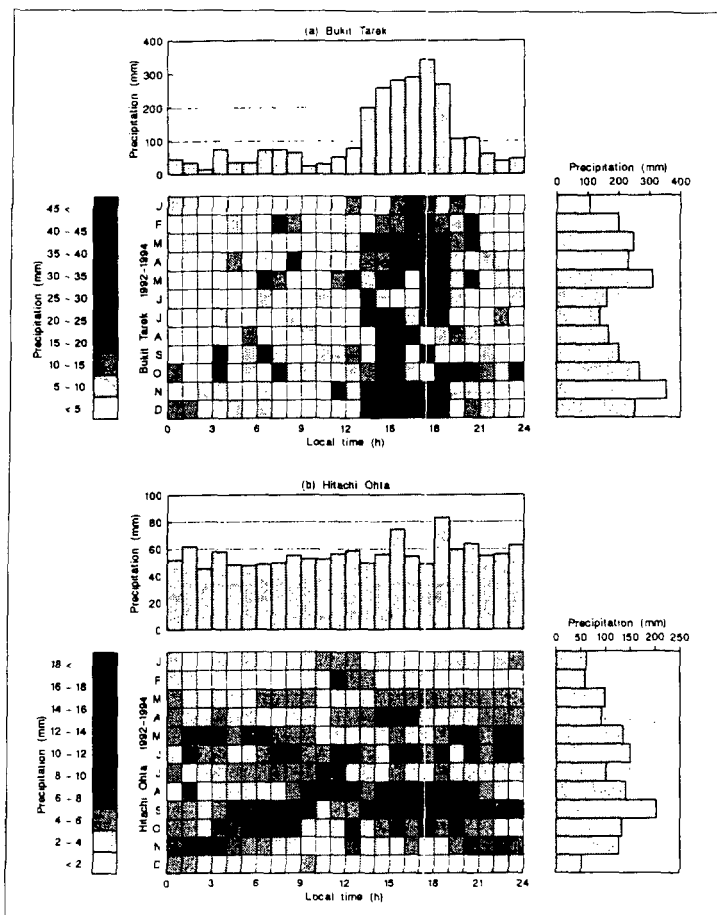 (a) Bukit Tarek
Precipitation (mm)
400
300
200
100
0
Precipitation (mm)
0 100 200 300 400
Precipitation (mm)
45 <
40 - 45
35 - 40
30 - 35
25 - 30
20 - 25
15 - 20
10 - 15
5 - 10
< 5
Bukit Tarek 1992-1994
J
F
M
A
M
J
J
A
S
O
N
D
0 3 6 9 12 15 18 21 24
Local time (h)
(b) Hitachi Ohta
Precipitation (mm)
100
80
60
40
20
0
Precipitation (mm)
0 50 100 150 200 250
Precipitation (mm)
18 <
16 - 18
14 - 16
12 - 14
10 - 12
8 - 10
6 - 8
4 - 6
2 - 4
< 2
Hitachi Ohta 1992-1994
J
F
M
A
M
J
J
A
S
O
N
D
0 3 6 9 12 15 18 21 24
Local time (h)